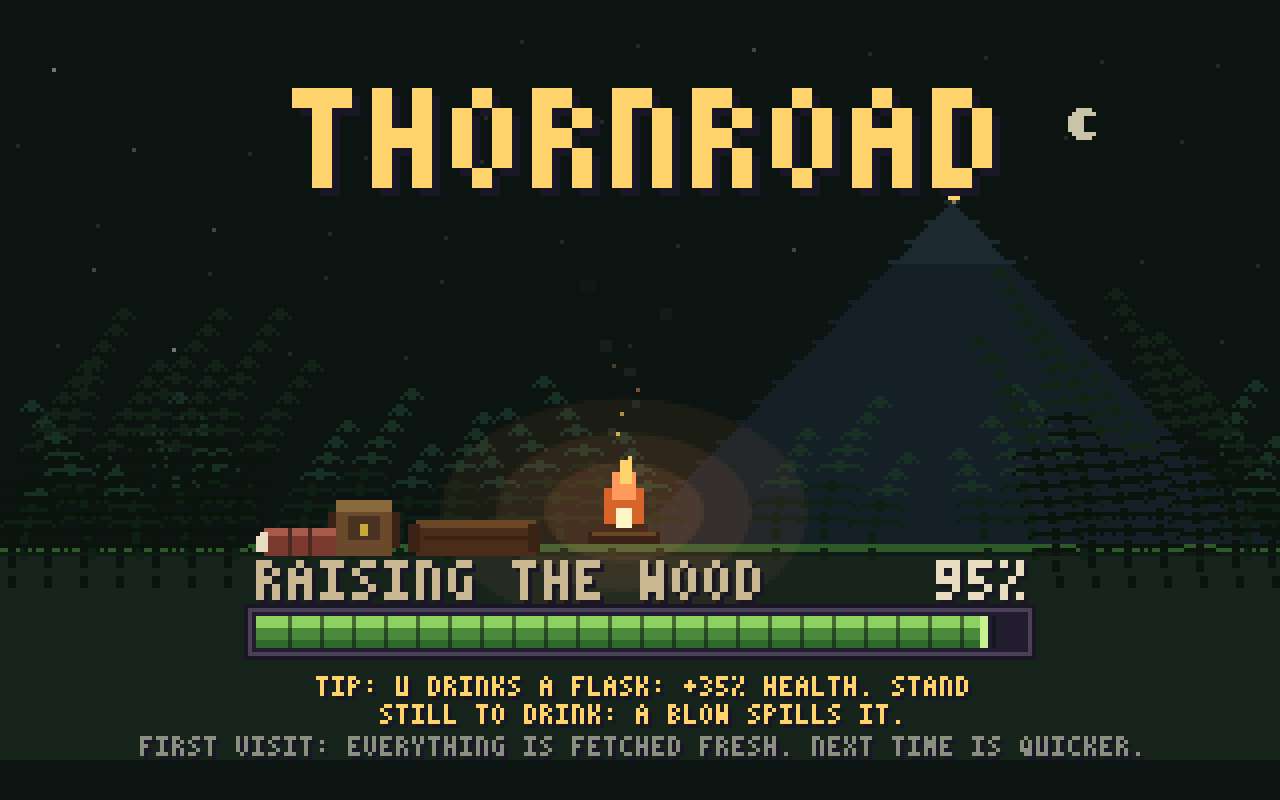 THORNROAD
RAISING THE WOOD 95%
TIP: U DRINKS A FLASK: +35% HEALTH. STAND
STILL TO DRINK: A BLOW SPILLS IT.
FIRST VISIT: EVERYTHING IS FETCHED FRESH. NEXT TIME IS QUICKER.